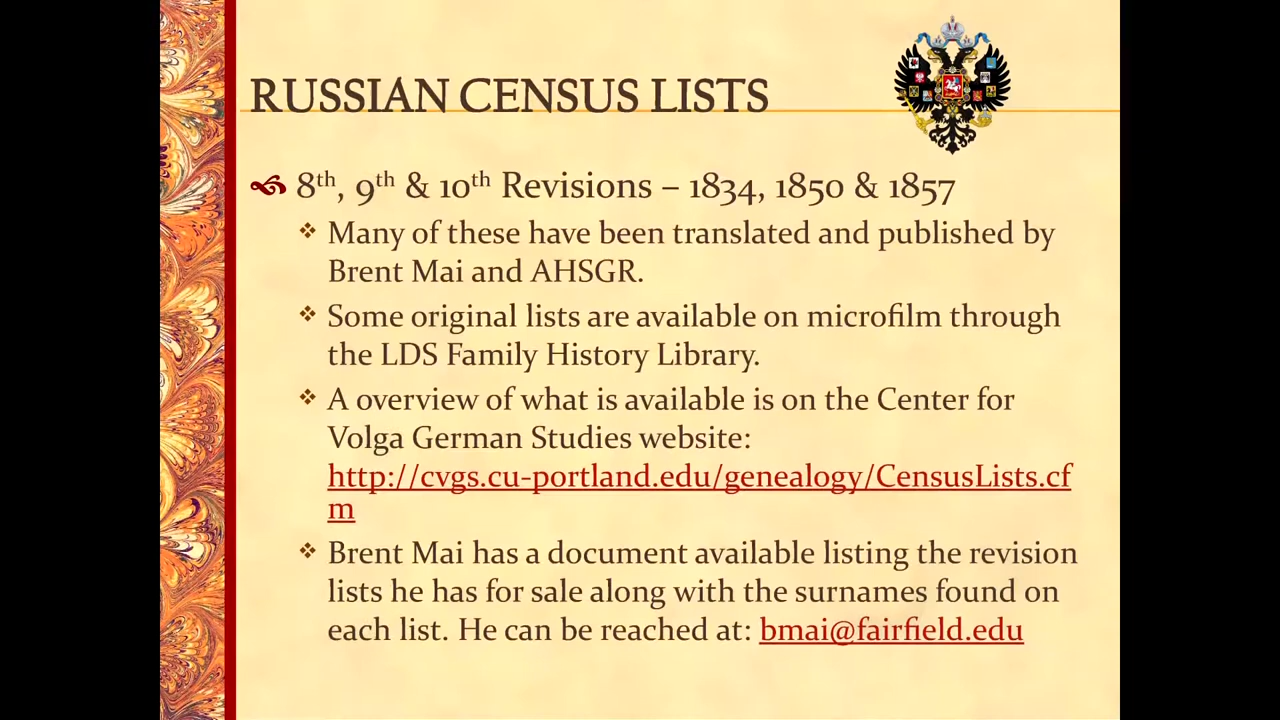 RUSSIAN CENSUS LISTS
8th, 9th & 10th Revisions – 1834, 1850 & 1857
Many of these have been translated and published by
Brent Mai and AHSGR.
Some original lists are available on microfilm through
the LDS Family History Library.
A overview of what is available is on the Center for
Volga German Studies website:
http://cvgs.cu-portland.edu/genealogy/CensusLists.cf
m
Brent Mai has a document available listing the revision
lists he has for sale along with the surnames found on
each list. He can be reached at: bmai@fairfield.edu